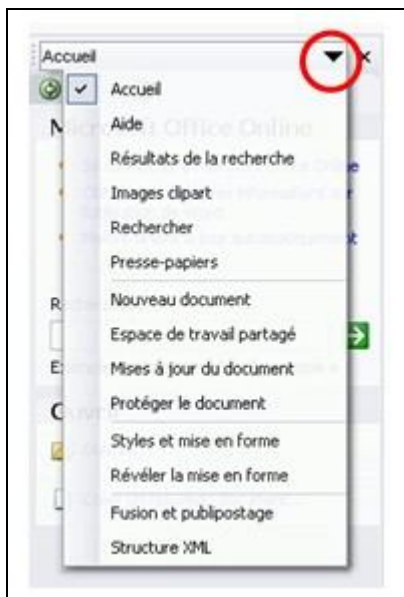 Accueil
Accueil
Aide
Microsoft Office Online
Résultats de la recherche
Images clipart
Rechercher
Presse-papiers
Nouveau document
Espace de travail partagé
Mises à jour du document
Protéger le document
Styles et mise en forme
Révéler la mise en forme
Fusion et publipostage
Structure XML